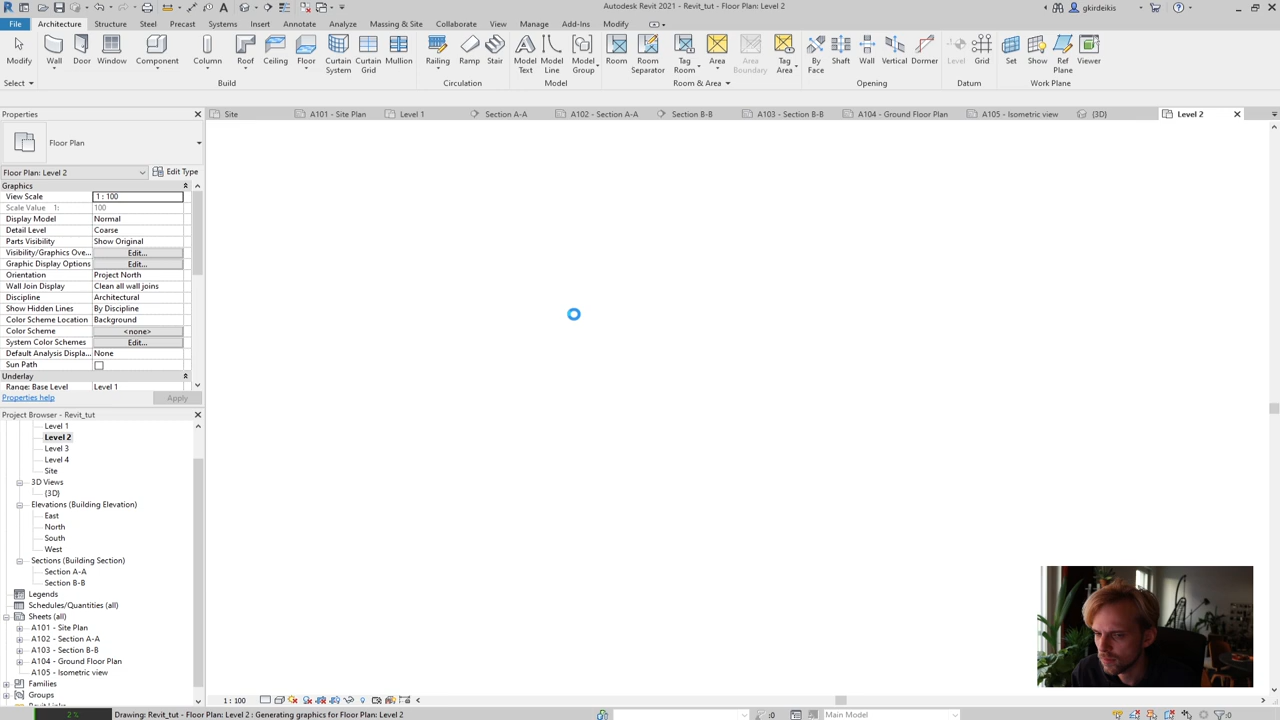 Autodesk Revit 2021 - Revit_tut - Floor Plan: Level 2
gkirdeikis
File
Architecture
Structure
Steel
Precast
Systems
Insert
Annotate
Analyze
Massing & Site
Collaborate
View
Manage
Add-Ins
Modify
Modify
Wall
Door
Window
Component
Column
Roof
Ceiling
Floor
Curtain System
Curtain Grid
Mullion
Railing
Ramp
Stair
Model Text
Model Line
Model Group
Room
Room Separator
Tag Room
Area
Area Boundary
Tag Area
By Face
Shaft
Wall
Vertical
Dormer
Level
Grid
Set
Show
Ref Plane
Viewer
Select
Build
Circulation
Model
Room & Area
Opening
Datum
Work Plane
Properties
Site
A101 - Site Plan
Level 1
Section A-A
A102 - Section A-A
Section B-B
A103 - Section B-B
A104 - Ground Floor Plan
A105 - Isometric view
{3D}
Level 2
Floor Plan
Floor Plan: Level 2
Edit Type
Graphics
View Scale 1 : 100
Scale Value 1: 100
Display Model Normal
Detail Level Coarse
Parts Visibility Show Original
Visibility/Graphics Ove... Edit...
Graphic Display Options Edit...
Orientation Project North
Wall Join Display Clean all wall joins
Discipline Architectural
Show Hidden Lines By Discipline
Color Scheme Location Background
Color Scheme <none>
System Color Schemes Edit...
Default Analysis Displa... None
Sun Path
Underlay
Range: Base Level Level 1
Properties help
Apply
Project Browser - Revit_tut
Level 1
Level 2
Level 3
Level 4
Site
3D Views
{3D}
Elevations (Building Elevation)
East
North
South
West
Sections (Building Section)
Section A-A
Section B-B
Legends
Schedules/Quantities (all)
Sheets (all)
A101 - Site Plan
A102 - Section A-A
A103 - Section B-B
A104 - Ground Floor Plan
A105 - Isometric view
Families
Groups
Revit Links
1 : 100
2 %
Drawing: Revit_tut - Floor Plan: Level 2 : Generating graphics for Floor Plan: Level 2
:0
Main Model
:0